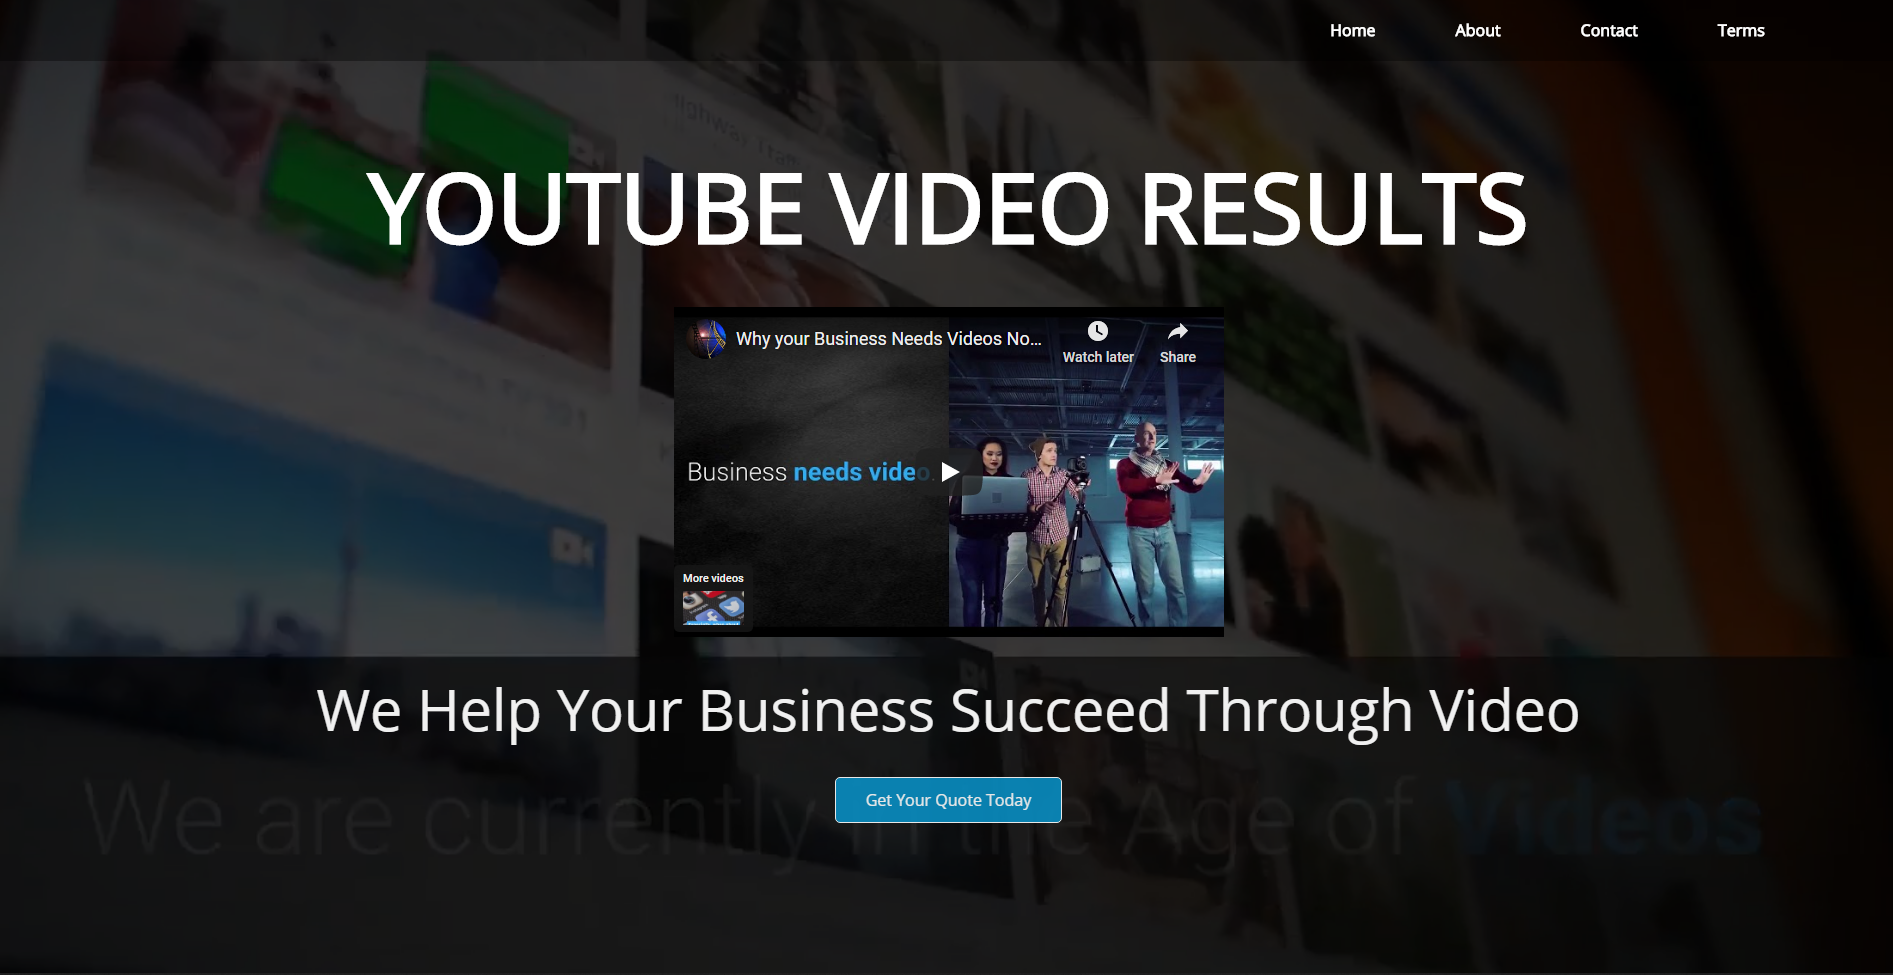 Home About Contact Terms
YOUTUBE VIDEO RESULTS
Why your Business Needs Videos No...
Watch later Share
Business needs video.
More videos
We Help Your Business Succeed Through Video
Get Your Quote Today
We are currently in the Age of Videos